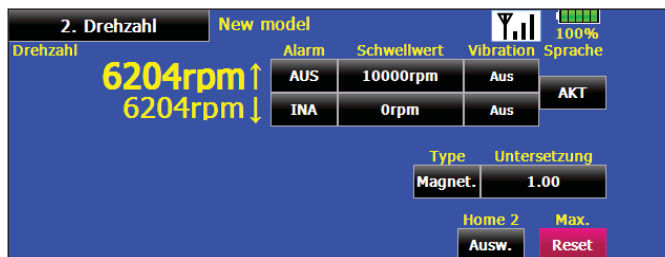 2. Drehzahl New model 100%
Drehzahl Alarm Schwellwert Vibration Sprache
6204rpm↑ AUS 10000rpm Aus AKT
6204rpm↓ INA 0rpm Aus
Type Untersetzung
Magnet. 1.00
Home 2 Max.
Ausw. Reset